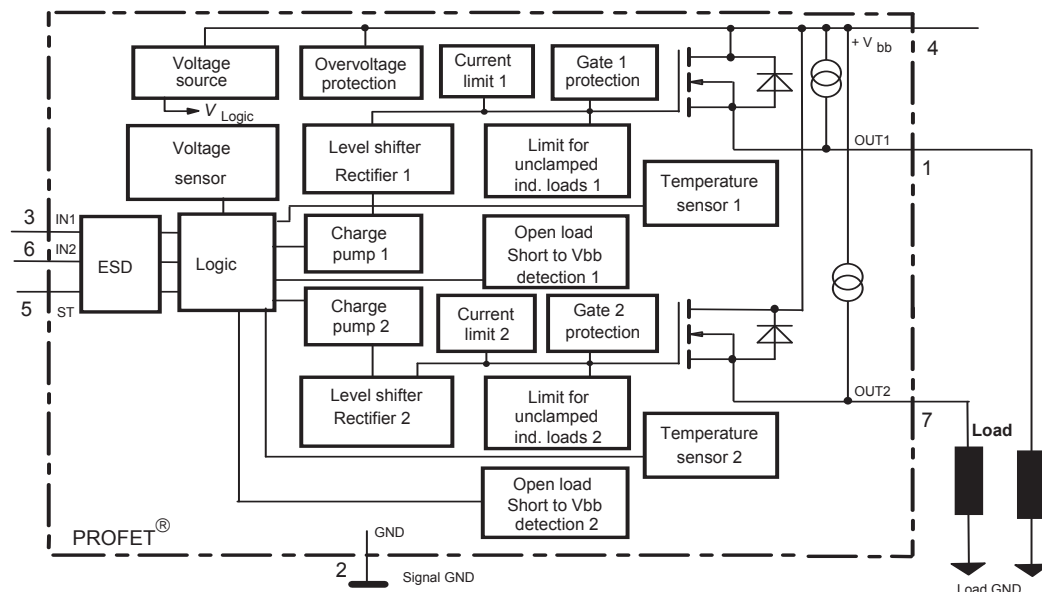 Voltage
source
Overvoltage
protection
Current
limit 1
Gate 1
protection
+ V bb
4
V Logic
Voltage
sensor
Level shifter
Rectifier 1
Limit for
unclamped
ind. loads 1
OUT1
1
Temperature
sensor 1
3
IN1
6
IN2
5
ST
ESD
Logic
Charge
pump 1
Open load
Short to Vbb
detection 1
Charge
pump 2
Current
limit 2
Gate 2
protection
Level shifter
Rectifier 2
Limit for
unclamped
ind. loads 2
OUT2
7
Load
Temperature
sensor 2
Open load
Short to Vbb
detection 2
PROFET®
GND
2
Signal GND
Load GND